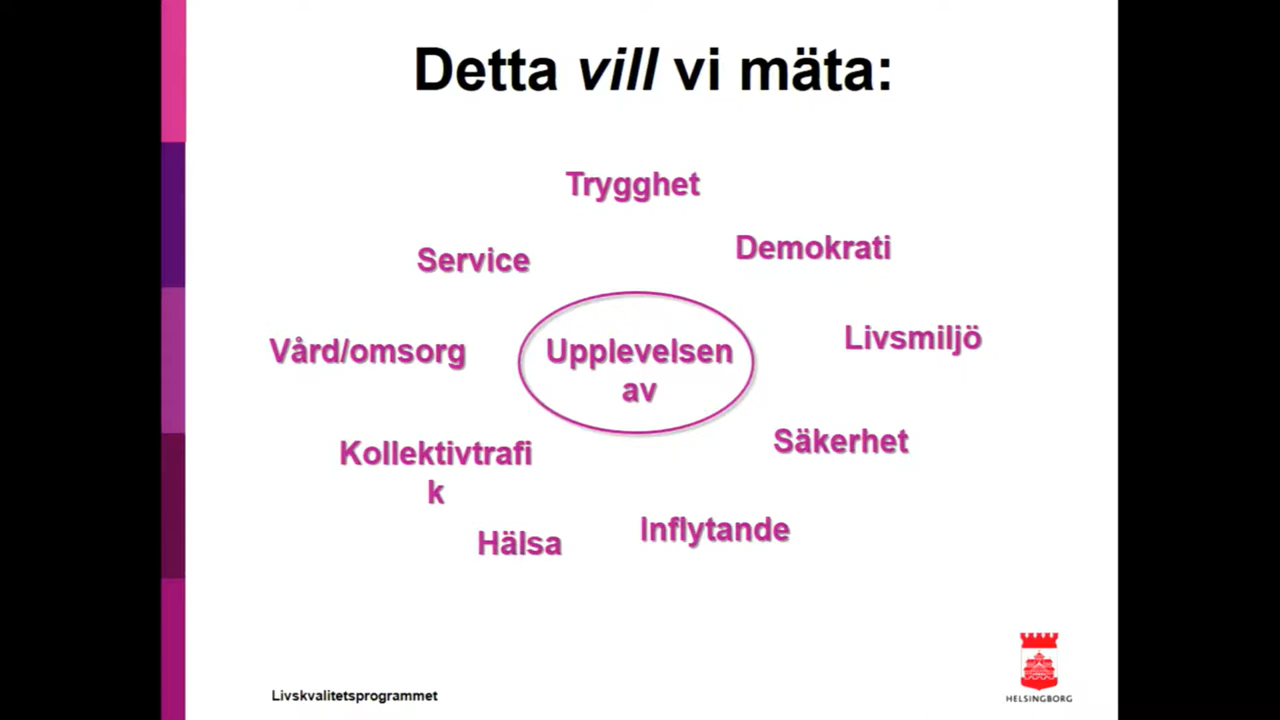 Detta vill vi mäta:
Trygghet
Demokrati
Service
Livsmiljö
Vård/omsorg
Upplevelsen
av
Säkerhet
Kollektivtrafi
k
Inflytande
Hälsa
Livskvalitetsprogrammet
HELSINGBORG